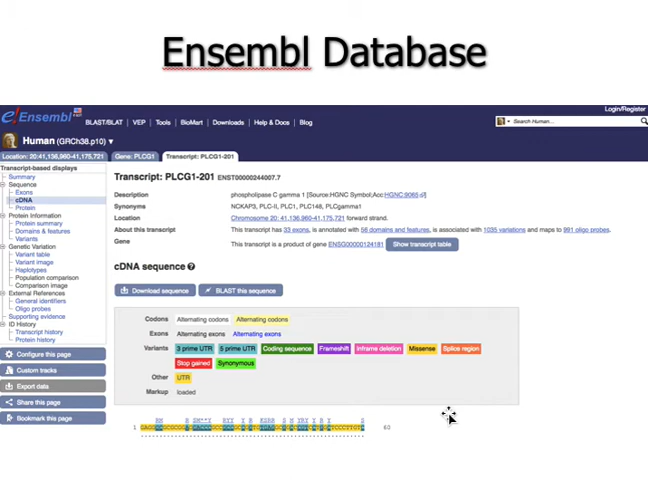 Ensembl Database
Login/Register
e!Ensembl BLAST/BLAT VEP Tools BioMart Downloads Help & Docs Blog Search Human...
Human (GRCh38.p10) ▼
Location: 20:41,136,960-41,175,721 Gene: PLCG1 Transcript: PLCG1-201
Transcript-based displays
Summary
Sequence
Exons
cDNA
Protein
Protein Information
Protein summary
Domains & features
Variants
Genetic Variation
Variant table
Variant image
Haplotypes
Population comparison
Comparison image
External References
General identifiers
Oligo probes
Supporting evidence
ID History
Transcript history
Protein history
Configure this page
Custom tracks
Export data
Share this page
Bookmark this page
Transcript: PLCG1-201 ENST00000244007.7
Description phospholipase C gamma 1 [Source:HGNC Symbol;Acc:HGNC:9065]
Synonyms NCKAP3, PLC-II, PLC1, PLC148, PLCgamma1
Location Chromosome 20: 41,136,960-41,175,721 forward strand.
About this transcript This transcript has 33 exons, is annotated with 56 domains and features, is associated with 1035 variations and maps to 991 oligo probes.
Gene This transcript is a product of gene ENSG00000124181 Show transcript table
cDNA sequence
Download sequence BLAST this sequence
Codons Alternating codons Alternating codons
Exons Alternating exons Alternating exons
Variants 3 prime UTR 5 prime UTR Coding sequence Frameshift Inframe deletion Missense Splice region
Stop gained Synonymous
Other UTR
Markup loaded
1 60